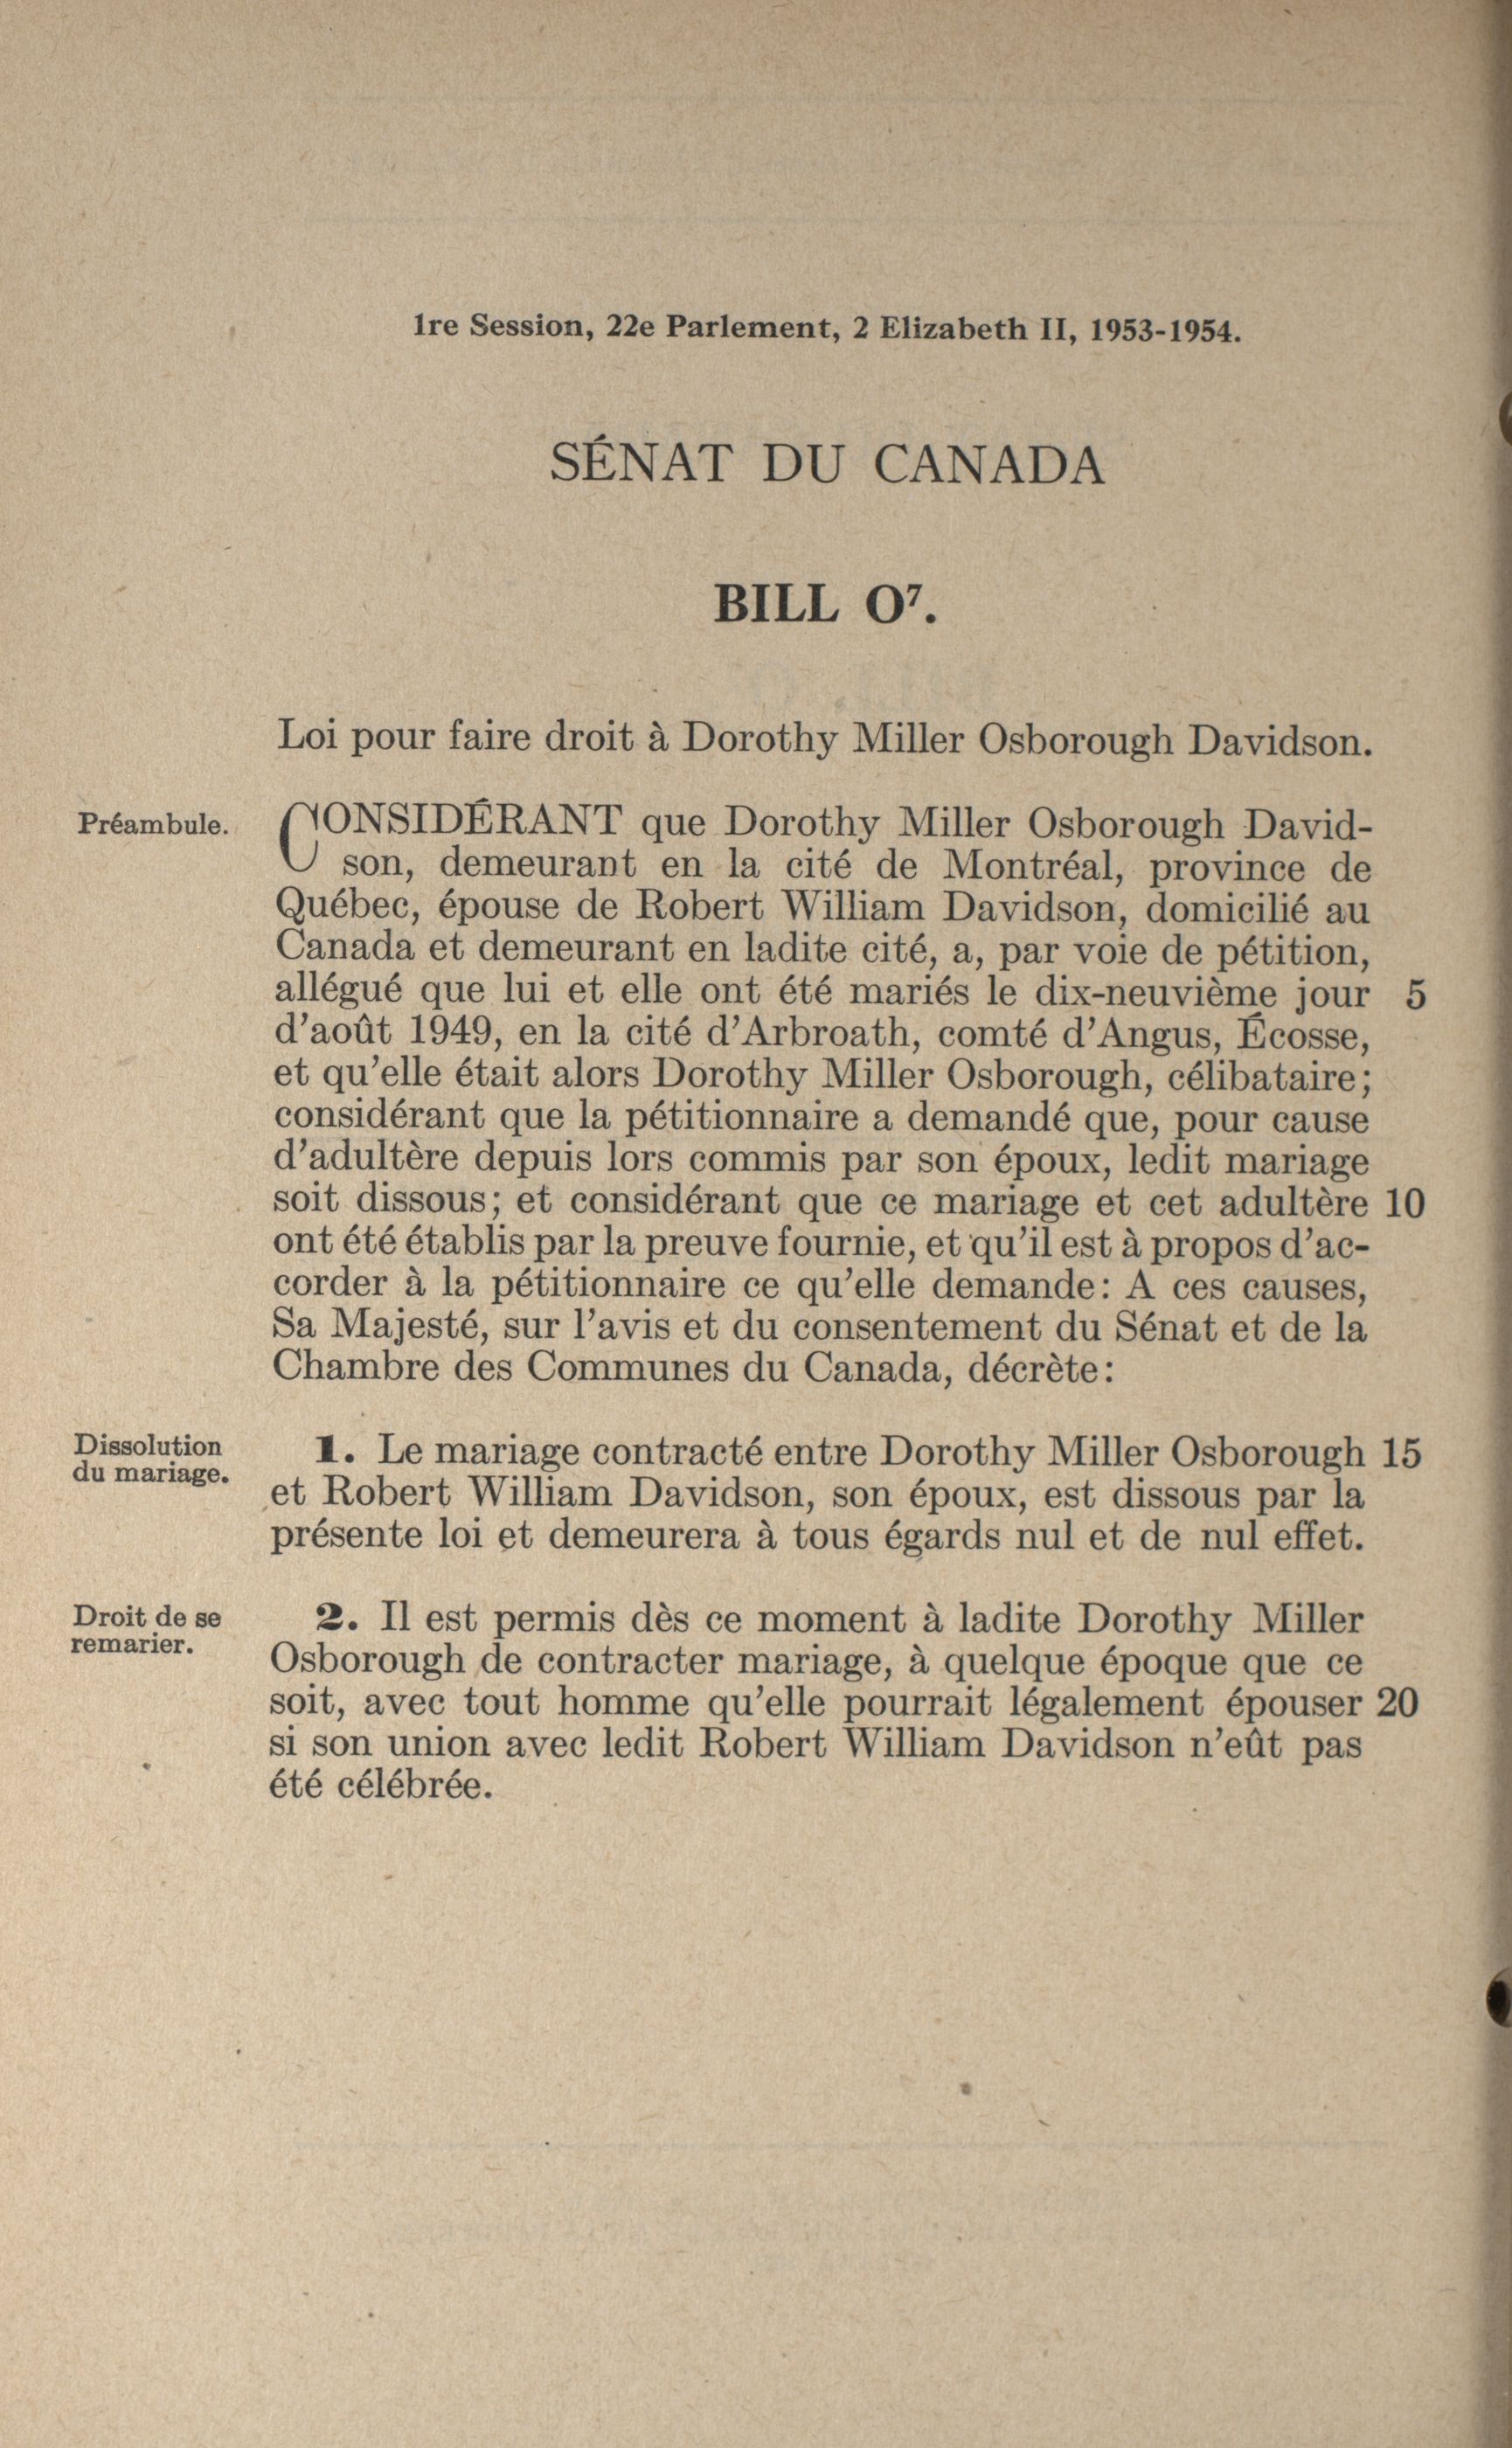 1re Session, 22e Parlement, 2 Elizabeth II, 1953-1954.
SÉNAT DU CANADA
BILL O⁷.
Loi pour faire droit à Dorothy Miller Osborough Davidson.
Préambule.
CONSIDÉRANT que Dorothy Miller Osborough David-
son, demeurant en la cité de Montréal, province de
Québec, épouse de Robert William Davidson, domicilié au
Canada et demeurant en ladite cité, a, par voie de pétition,
allégué que lui et elle ont été mariés le dix-neuvième jour 5
d'août 1949, en la cité d'Arbroath, comté d'Angus, Écosse,
et qu'elle était alors Dorothy Miller Osborough, célibataire;
considérant que la pétitionnaire a demandé que, pour cause
d'adultère depuis lors commis par son époux, ledit mariage
soit dissous; et considérant que ce mariage et cet adultère 10
ont été établis par la preuve fournie, et qu'il est à propos d'ac-
corder à la pétitionnaire ce qu'elle demande: A ces causes,
Sa Majesté, sur l'avis et du consentement du Sénat et de la
Chambre des Communes du Canada, décrète:
Dissolution
du mariage.
1. Le mariage contracté entre Dorothy Miller Osborough 15
et Robert William Davidson, son époux, est dissous par la
présente loi et demeurera à tous égards nul et de nul effet.
Droit de se
remarier.
2. Il est permis dès ce moment à ladite Dorothy Miller
Osborough de contracter mariage, à quelque époque que ce
soit, avec tout homme qu'elle pourrait légalement épouser 20
si son union avec ledit Robert William Davidson n'eût pas
été célébrée.